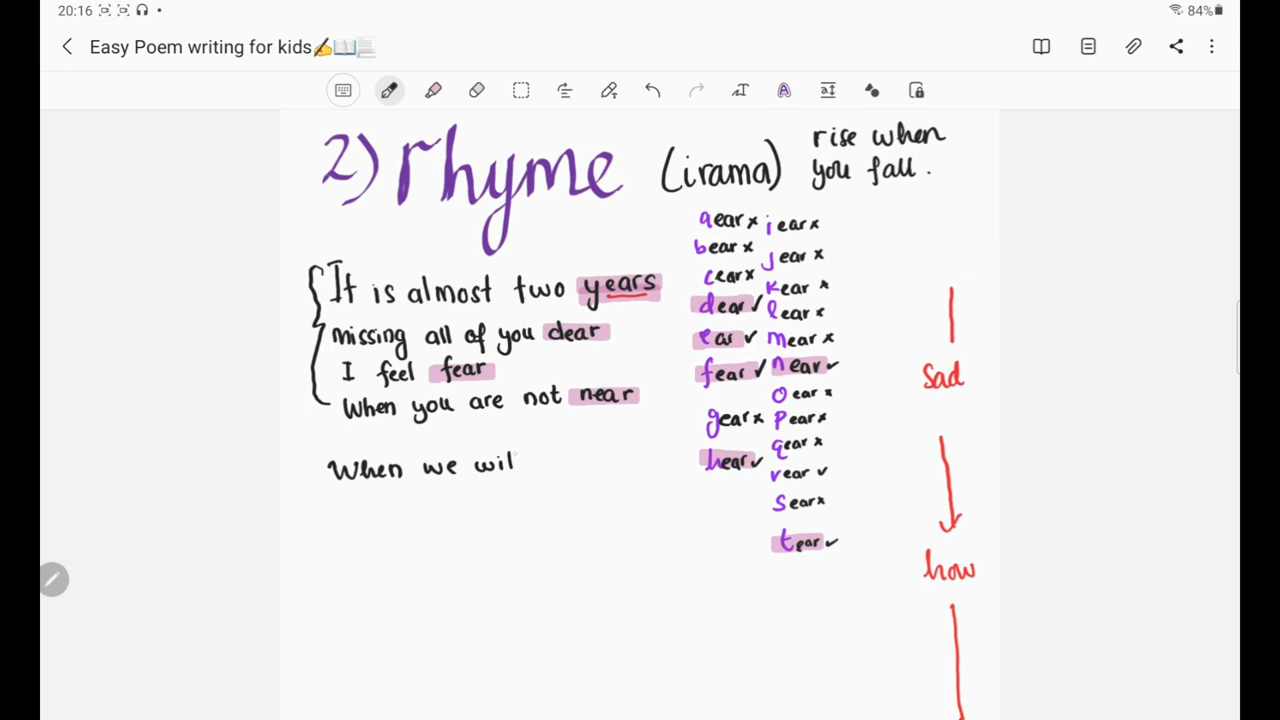 20:16
84%
Easy Poem writing for kids✍📖📃
2) rhyme (irama)
rise when
you fall.
It is almost two years
missing all of you dear
I feel fear
When you are not near
When we wil
aear x
bear x
cear x
dear ✓
ear ✓
fear ✓
gear x
hear ✓
iear x
jear x
kear x
lear x
mear x
near ✓
oear x
pear x
qear x
rear ✓
sear x
tear ✓
sad
how